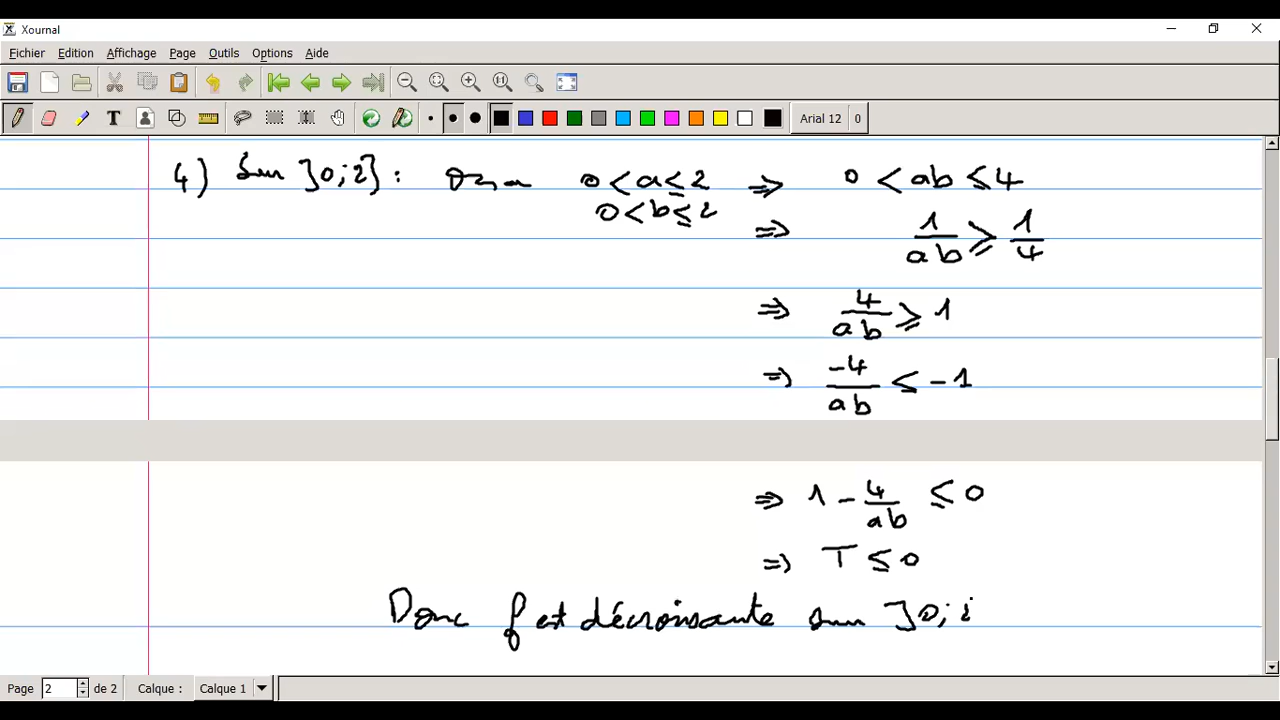 Xournal
Fichier Edition Affichage Page Outils Options Aide
T Arial 12 0
4) Sur ]0;2] : On a 0 < a ≤ 2 ⇒ 0 < ab ≤ 4
0 < b ≤ 2
⇒ 1/ab ≥ 1/4
⇒ 4/ab ≥ 1
⇒ -4/ab ≤ -1
⇒ 1 - 4/ab ≤ 0
⇒ T ≤ 0
Donc f est décroissante sur ]0;2
Page 2 de 2 Calque : Calque 1